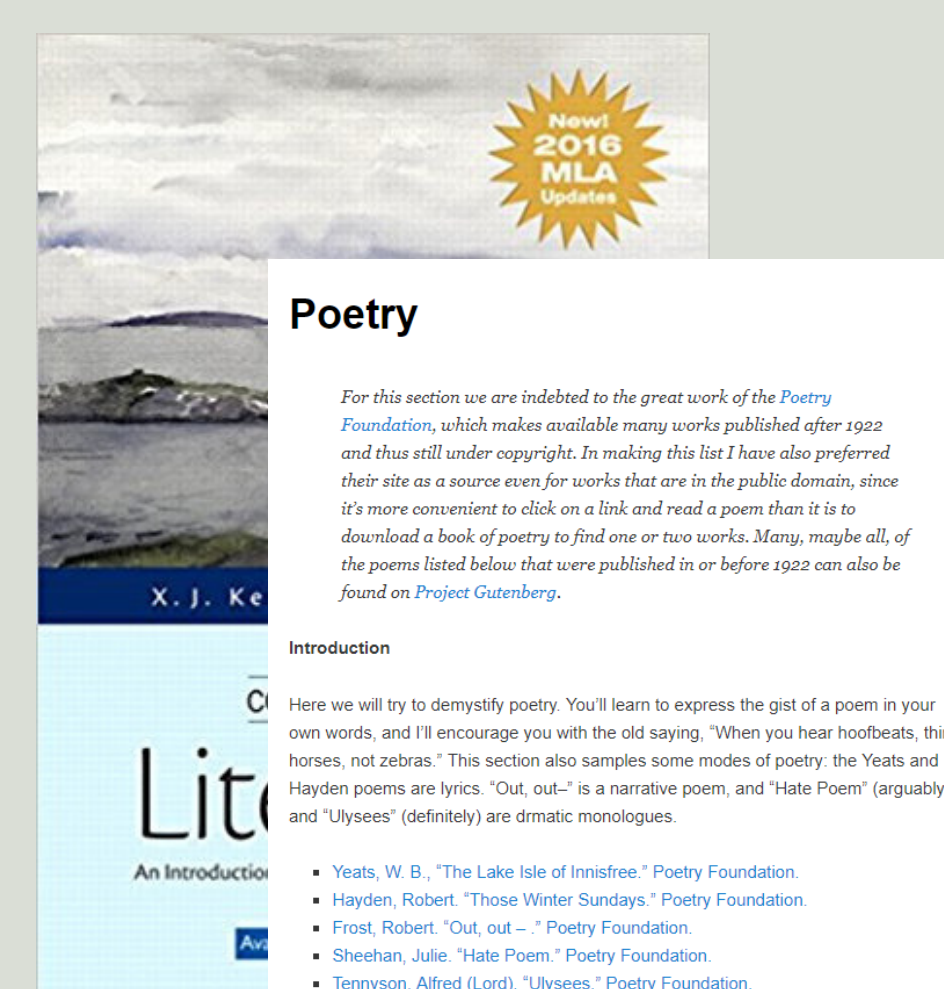 New!
2016
MLA
Updates
Poetry
For this section we are indebted to the great work of the Poetry
Foundation, which makes available many works published after 1922
and thus still under copyright. In making this list I have also preferred
their site as a source even for works that are in the public domain, since
it’s more convenient to click on a link and read a poem than it is to
download a book of poetry to find one or two works. Many, maybe all, of
the poems listed below that were published in or before 1922 can also be
found on Project Gutenberg.
X. J. Ke
Introduction
Here we will try to demystify poetry. You’ll learn to express the gist of a poem in your
own words, and I’ll encourage you with the old saying, “When you hear hoofbeats, thin
horses, not zebras.” This section also samples some modes of poetry: the Yeats and
Hayden poems are lyrics. “Out, out–” is a narrative poem, and “Hate Poem” (arguably
and “Ulysees” (definitely) are drmatic monologues.
Lite
An Introduction
Ava
▪ Yeats, W. B., “The Lake Isle of Innisfree.” Poetry Foundation.
▪ Hayden, Robert. “Those Winter Sundays.” Poetry Foundation.
▪ Frost, Robert. “Out, out – .” Poetry Foundation.
▪ Sheehan, Julie. “Hate Poem.” Poetry Foundation.
▪ Tennyson, Alfred (Lord). “Ulysees.” Poetry Foundation.